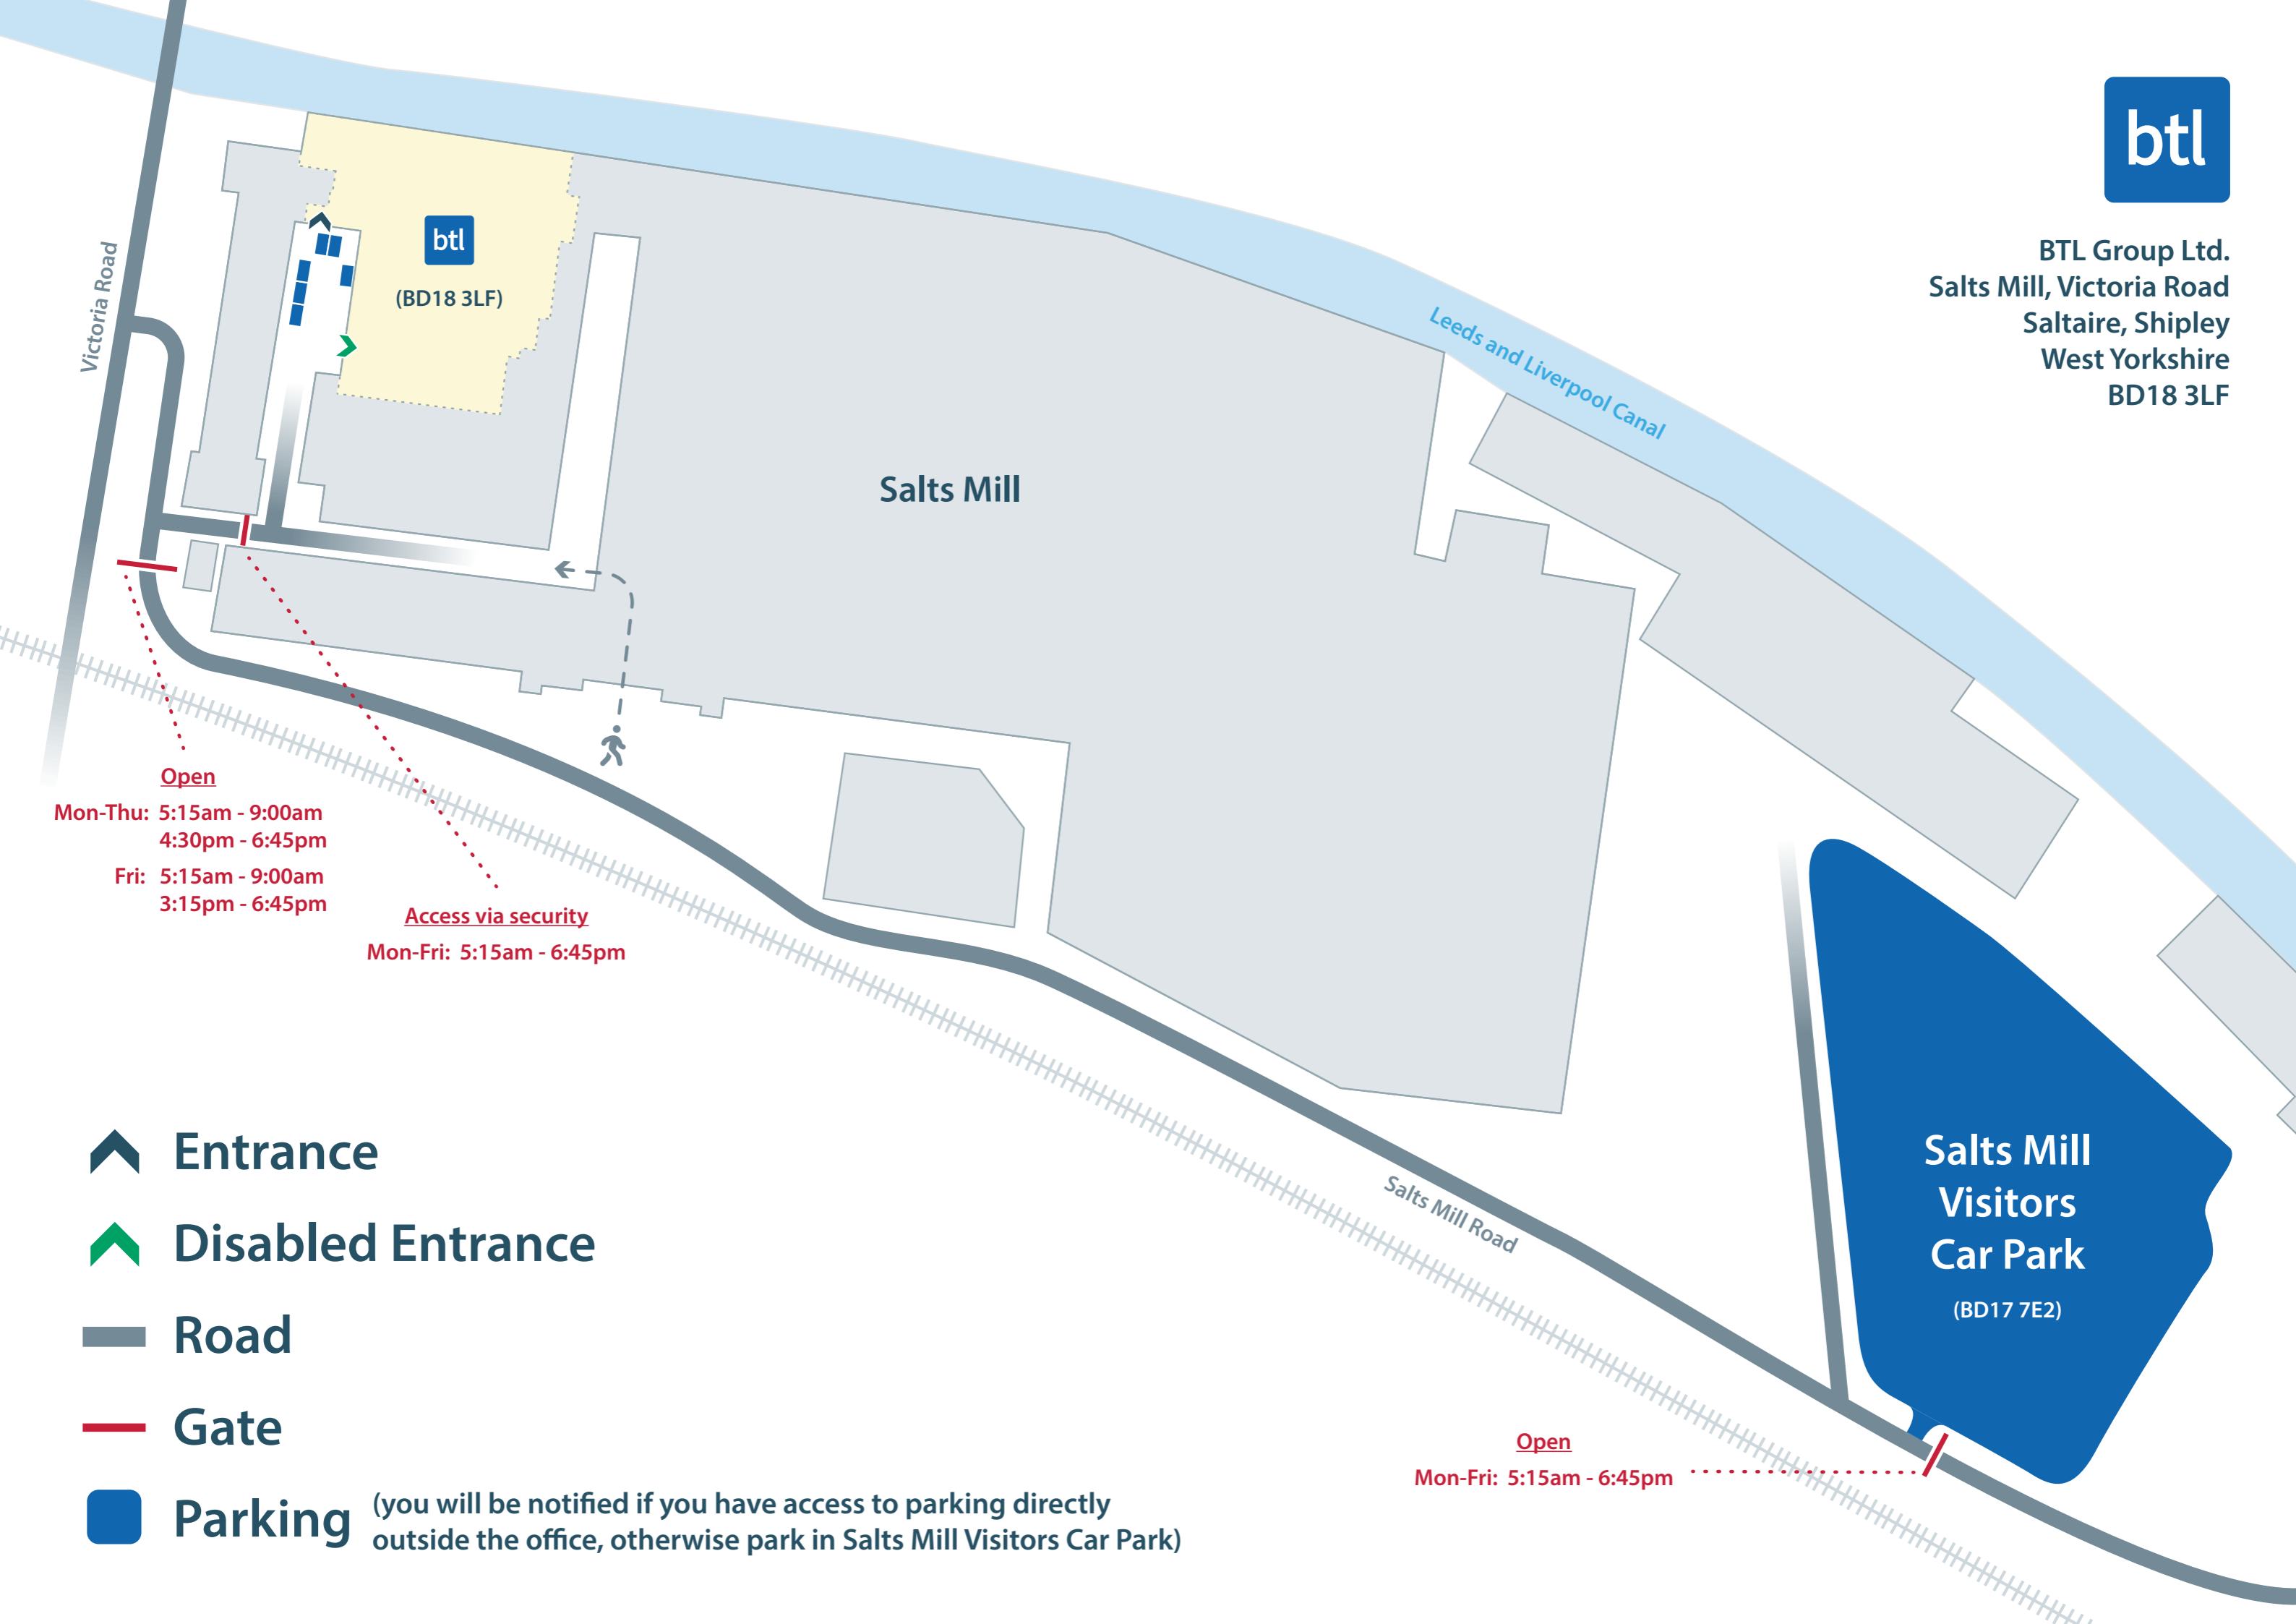 btl
BTL Group Ltd.
Salts Mill, Victoria Road
Saltaire, Shipley
West Yorkshire
BD18 3LF
Victoria Road
btl
(BD18 3LF)
Leeds and Liverpool Canal
Salts Mill
Open
Mon-Thu: 5:15am - 9:00am
4:30pm - 6:45pm
Fri: 5:15am - 9:00am
3:15pm - 6:45pm
Access via security
Mon-Fri: 5:15am - 6:45pm
Salts Mill Road
Salts Mill
Visitors
Car Park
(BD17 7E2)
Open
Mon-Fri: 5:15am - 6:45pm
Entrance
Disabled Entrance
Road
Gate
Parking
(you will be notified if you have access to parking directly
outside the office, otherwise park in Salts Mill Visitors Car Park)